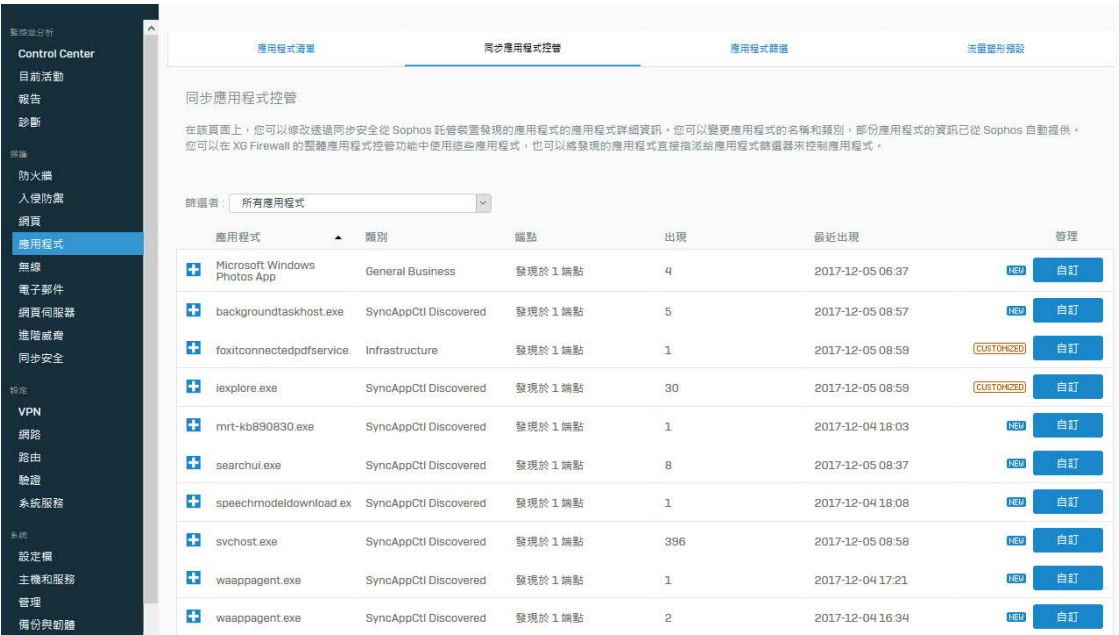 監控並分析
Control Center
目前活動
報告
診斷
保護
防火牆
入侵防禦
網頁
應用程式
無線
電子郵件
網頁伺服器
進階威脅
同步安全
設定
VPN
網路
路由
驗證
系統服務
系統
設定檔
主機和服務
管理
備份與韌體
應用程式清單 同步應用程式控管 應用程式篩選 流量塑形預設
同步應用程式控管
在該頁面上，您可以修改透過同步安全從 Sophos 託管裝置發現的應用程式的應用程式詳細資訊。您可以變更應用程式的名稱和類別，部份應用程式的資訊已從 Sophos 自動提供。
您可以在 XG Firewall 的整體應用程式控管功能中使用這些應用程式，也可以將發現的應用程式直接指派給應用程式篩選器來控制應用程式。
篩選者: 所有應用程式
應用程式 類別 端點 出現 最近出現 管理
Microsoft Windows
Photos App General Business 發現於 1 端點 4 2017-12-05 06:37 NEW 自訂
backgroundtaskhost.exe SyncAppCtl Discovered 發現於 1 端點 5 2017-12-05 08:57 NEW 自訂
foxitconnectedpdfservice. Infrastructure 發現於 1 端點 1 2017-12-05 08:59 CUSTOMIZED 自訂
iexplore.exe SyncAppCtl Discovered 發現於 1 端點 30 2017-12-05 08:59 CUSTOMIZED 自訂
mrt-kb890830.exe SyncAppCtl Discovered 發現於 1 端點 1 2017-12-04 18:03 NEW 自訂
searchui.exe SyncAppCtl Discovered 發現於 1 端點 8 2017-12-05 08:37 NEW 自訂
speechmodeldownload.ex SyncAppCtl Discovered 發現於 1 端點 1 2017-12-04 18:08 NEW 自訂
svchost.exe SyncAppCtl Discovered 發現於 1 端點 396 2017-12-05 08:58 NEW 自訂
waappagent.exe SyncAppCtl Discovered 發現於 1 端點 1 2017-12-04 17:21 NEW 自訂
waappagent.exe SyncAppCtl Discovered 發現於 1 端點 2 2017-12-04 16:34 NEW 自訂